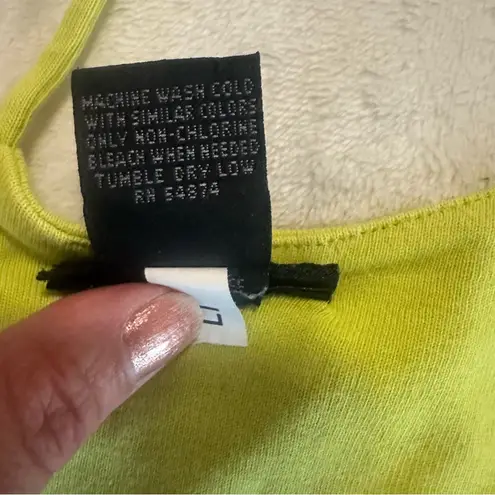 MACHINE WASH COLD
WITH SIMILAR COLORS
ONLY NON-CHLORINE
BLEACH WHEN NEEDED
TUMBLE DRY LOW
RN 54874